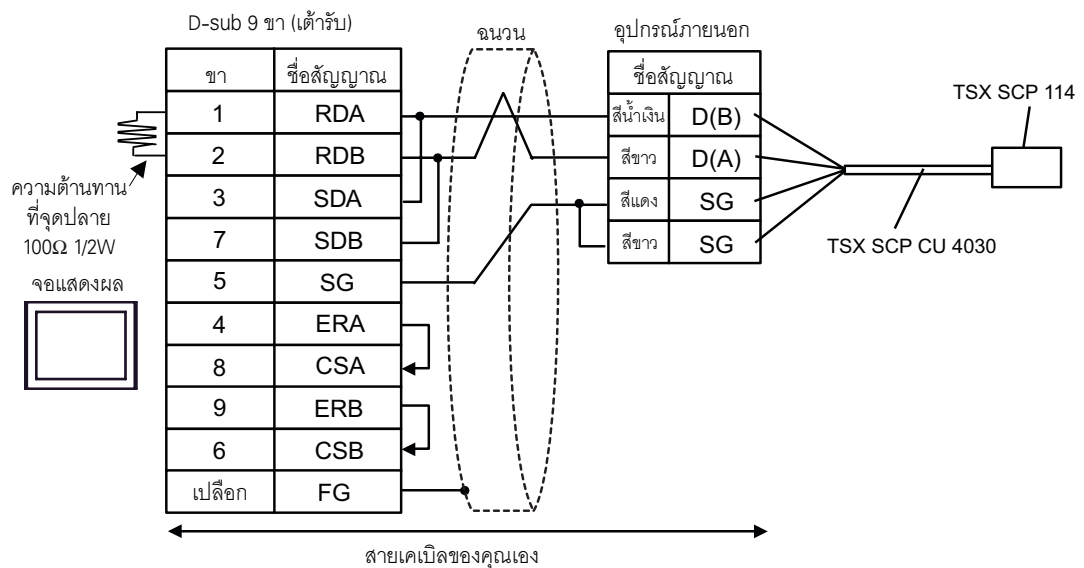 D-sub 9 ขา (เต้ารับ)
ฉนวน
อุปกรณ์ภายนอก
ขา ชื่อสัญญาณ
1 RDA
2 RDB
3 SDA
7 SDB
5 SG
4 ERA
8 CSA
9 ERB
6 CSB
เปลือก FG
ชื่อสัญญาณ
สีน้ำเงิน D(B)
สีขาว D(A)
สีแดง SG
สีขาว SG
TSX SCP 114
TSX SCP CU 4030
ความต้านทาน
ที่จุดปลาย
100Ω 1/2W
จอแสดงผล
สายเคเบิลของคุณเอง